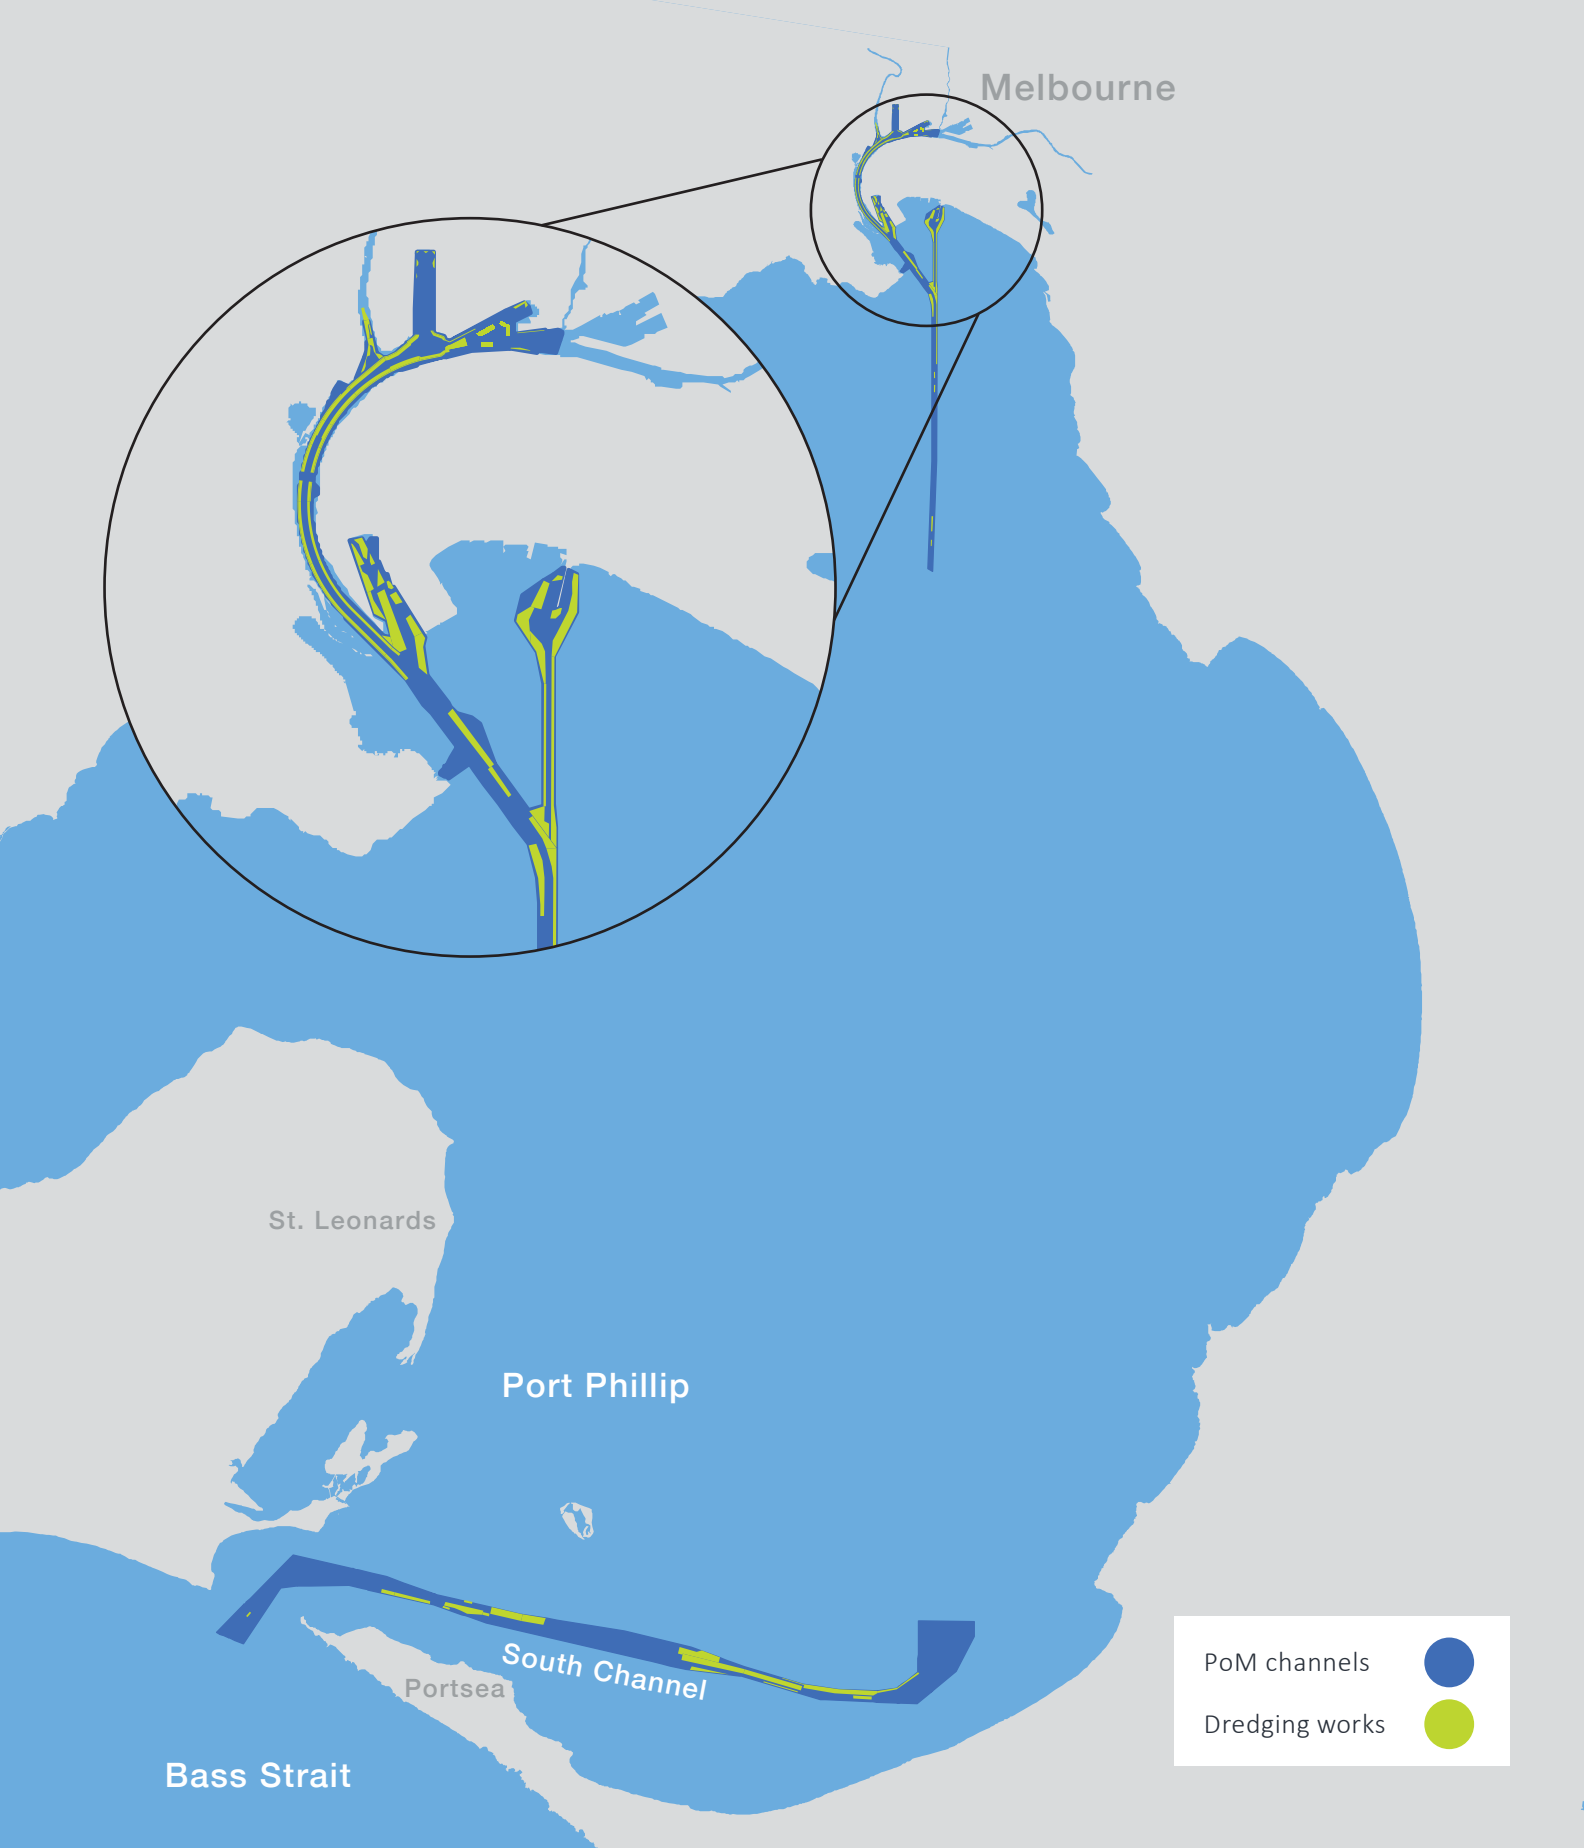 Melbourne
St. Leonards
Port Phillip
South Channel
Portsea
Bass Strait
PoM channels
Dredging works